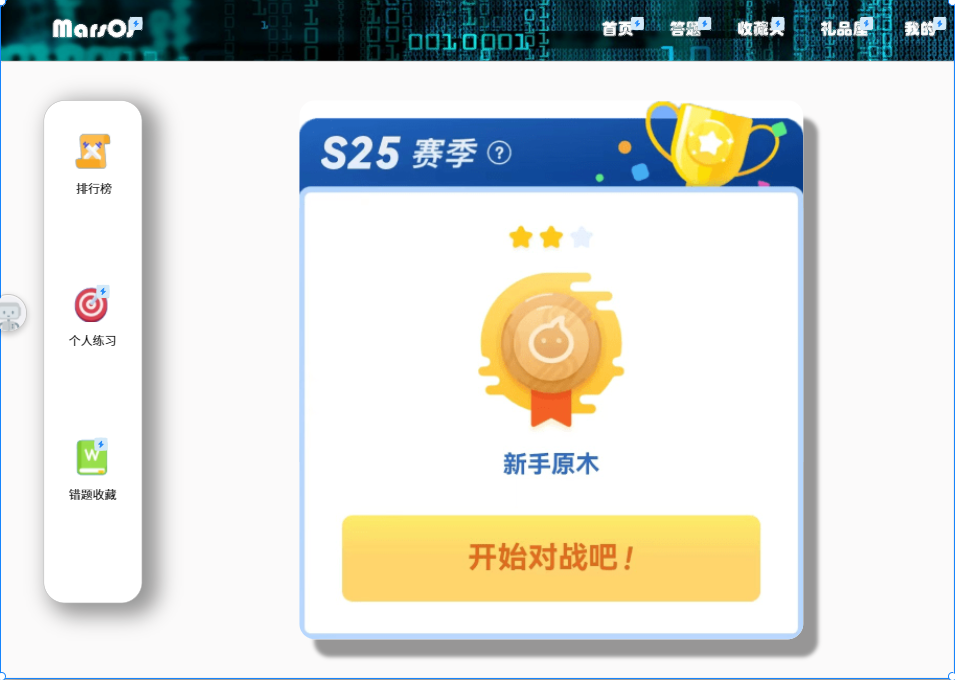 MarsOJ
首页
答题
收藏夹
礼品屋
我的
00110001
S25 赛季 ?
排行榜
个人练习
W
错题收藏
新手原木
开始对战吧!